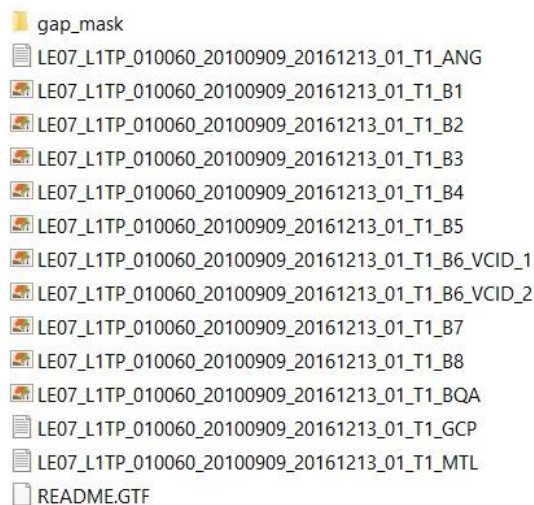 gap_mask
LE07_L1TP_010060_20100909_20161213_01_T1_ANG
LE07_L1TP_010060_20100909_20161213_01_T1_B1
LE07_L1TP_010060_20100909_20161213_01_T1_B2
LE07_L1TP_010060_20100909_20161213_01_T1_B3
LE07_L1TP_010060_20100909_20161213_01_T1_B4
LE07_L1TP_010060_20100909_20161213_01_T1_B5
LE07_L1TP_010060_20100909_20161213_01_T1_B6_VCID_1
LE07_L1TP_010060_20100909_20161213_01_T1_B6_VCID_2
LE07_L1TP_010060_20100909_20161213_01_T1_B7
LE07_L1TP_010060_20100909_20161213_01_T1_B8
LE07_L1TP_010060_20100909_20161213_01_T1_BQA
LE07_L1TP_010060_20100909_20161213_01_T1_GCP
LE07_L1TP_010060_20100909_20161213_01_T1_MTL
README.GTF